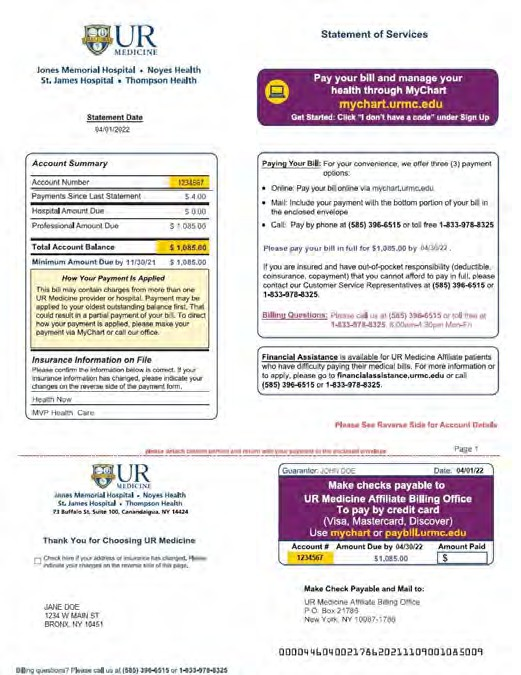 UR
MEDICINE
Jones Memorial Hospital • Noyes Health
St. James Hospital • Thompson Health
Statement Date
04/01/2022
Statement of Services
Pay your bill and manage your
health through MyChart
mychart.urmc.edu
Get Started: Click "I don't have a code" under Sign Up
Account Summary
Account Number 1234567
Payments Since Last Statement $ 4.00
Hospital Amount Due $ 0.00
Professional Amount Due $ 1,085.00
Total Account Balance $ 1,085.00
Minimum Amount Due by 11/30/21 $ 1,085.00
How Your Payment Is Applied
This bill may contain charges from more than one
UR Medicine provider or hospital. Payment may be
applied to your oldest outstanding balance first. That
could result in a partial payment of your bill. To direct
how your payment is applied, please make your
payment via MyChart or call our office.
Insurance Information on File
Please confirm the information below is correct. If your
insurance information has changed, please indicate your
changes on the reverse side of the payment form.
Health Now
MVP Health Care
Paying Your Bill: For your convenience, we offer three (3) payment
options:
• Online: Pay your bill online via mychart.urmc.edu
• Mail: Include your payment with the bottom portion of your bill in
the enclosed envelope
• Call: Pay by phone at (585) 396-6515 or toll free 1-833-978-8325
Please pay your bill in full for $1,085.00 by 04/30/22 .
If you are insured and have out-of-pocket responsibility (deductible,
coinsurance, copayment) that you cannot afford to pay in full, please
contact our Customer Service Representatives at (585) 396-6515 or
1-833-978-8325.
Billing Questions: Please call us at (585) 396-6515 or toll free at
1-833-978-8325, 8:00am-4:30pm Mon-Fri
Financial Assistance is available for UR Medicine Affiliate patients
who have difficulty paying their medical bills. For more information or
to apply, please go to financialassistance.urmc.edu or call
(585) 396-6515 or 1-833-978-8325.
Please See Reverse Side for Account Details
please detach bottom portion and return with your payment in the enclosed envelope
Page 1
UR
MEDICINE
Jones Memorial Hospital • Noyes Health
St. James Hospital • Thompson Health
73 Buffalo St, Suite 100, Canandaigua, NY 14424
Thank You for Choosing UR Medicine
Check here if your address or insurance has changed. Please
indicate your changes on the reverse side of this page.
JANE DOE
1234 W MAIN ST
BRONX, NY 10451
Guarantor: JOHN DOE Date: 04/01/22
Make checks payable to
UR Medicine Affiliate Billing Office
To pay by credit card
(Visa, Mastercard, Discover)
Use mychart or paybill.urmc.edu
Account # Amount Due by 04/30/22 Amount Paid
1234567 $1,085.00 $
Make Check Payable and Mail to:
UR Medicine Affiliate Billing Office
P.O. Box 21786
New York, NY 10087-1786
0000446040021786202111090010 85009
Billing questions? Please call us at (585) 396-6515 or 1-833-978-8325